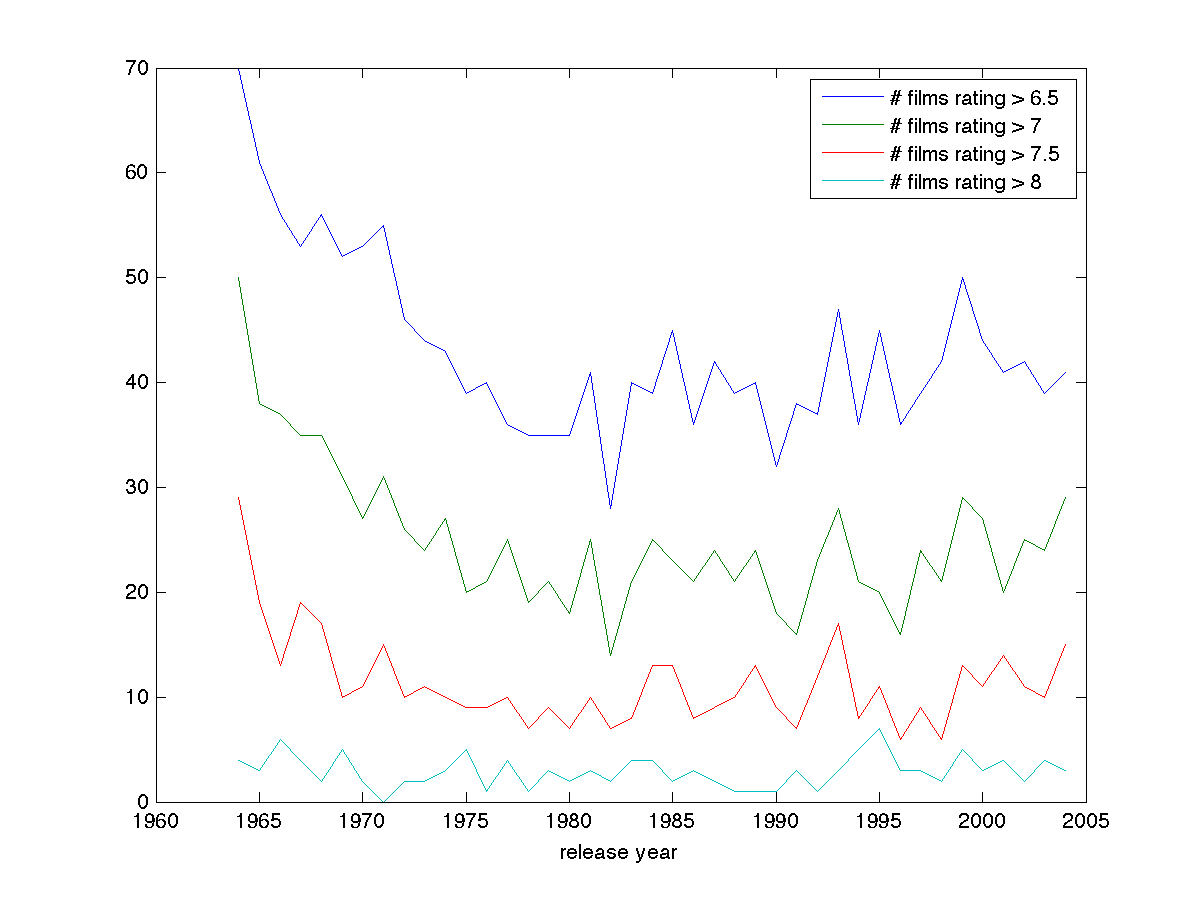 70
60
50
40
30
20
10
0
# films rating > 6.5
# films rating > 7
# films rating > 7.5
# films rating > 8
1960 1965 1970 1975 1980 1985 1990 1995 2000 2005
release year